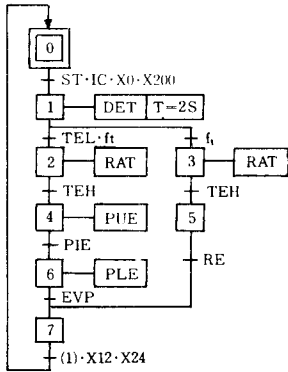 0
ST·IC·X0·X200
1 DET T=2S
TEL·ft f₁
2 RAT 3 RAT
TEH TEH
4 PUE 5
PIE
6 PLE RE
EVP
7
(1)·X12·X24